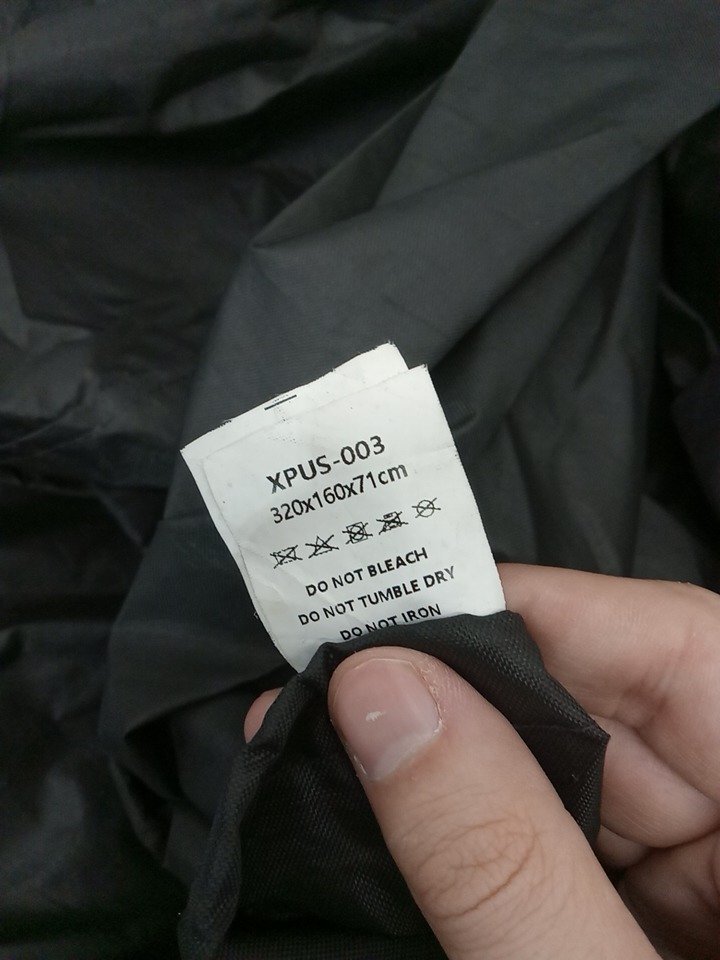 XPUS-003
320x160x71cm
DO NOT BLEACH
DO NOT TUMBLE DRY
DO NOT IRON